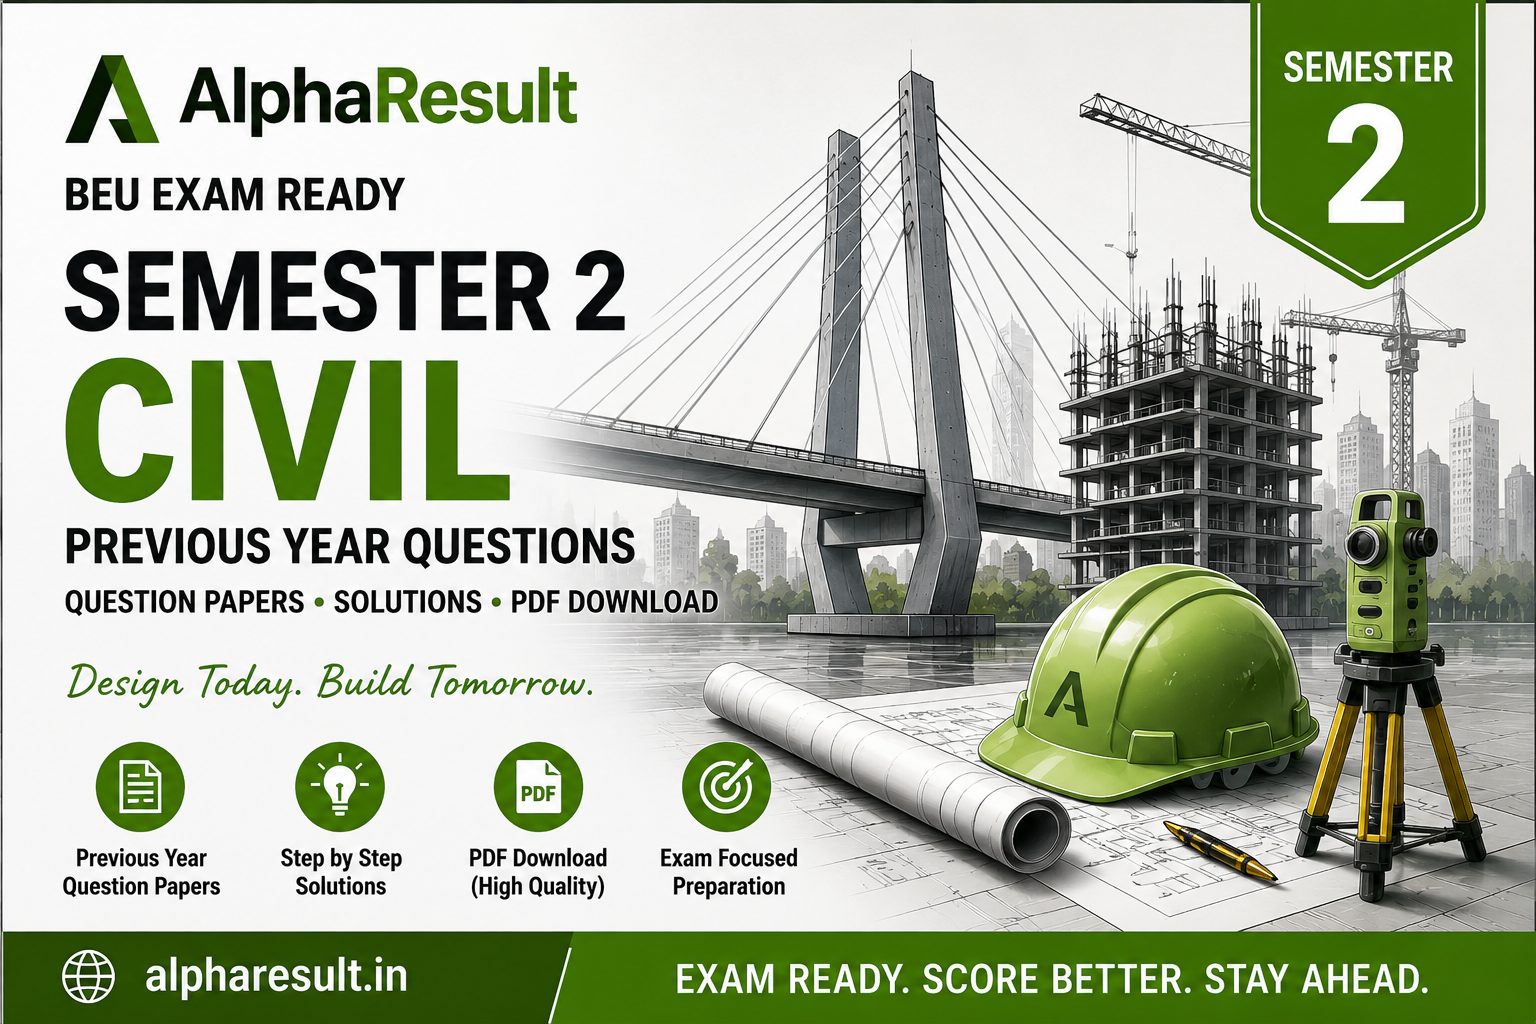 AlphaResult
BEU EXAM READY
SEMESTER 2
CIVIL
PREVIOUS YEAR QUESTIONS
QUESTION PAPERS • SOLUTIONS • PDF DOWNLOAD
Design Today. Build Tomorrow.
SEMESTER
2
PDF
Previous Year
Question Papers
Step by Step
Solutions
PDF Download
(High Quality)
Exam Focused
Preparation
A
alpharesult.in
EXAM READY. SCORE BETTER. STAY AHEAD.